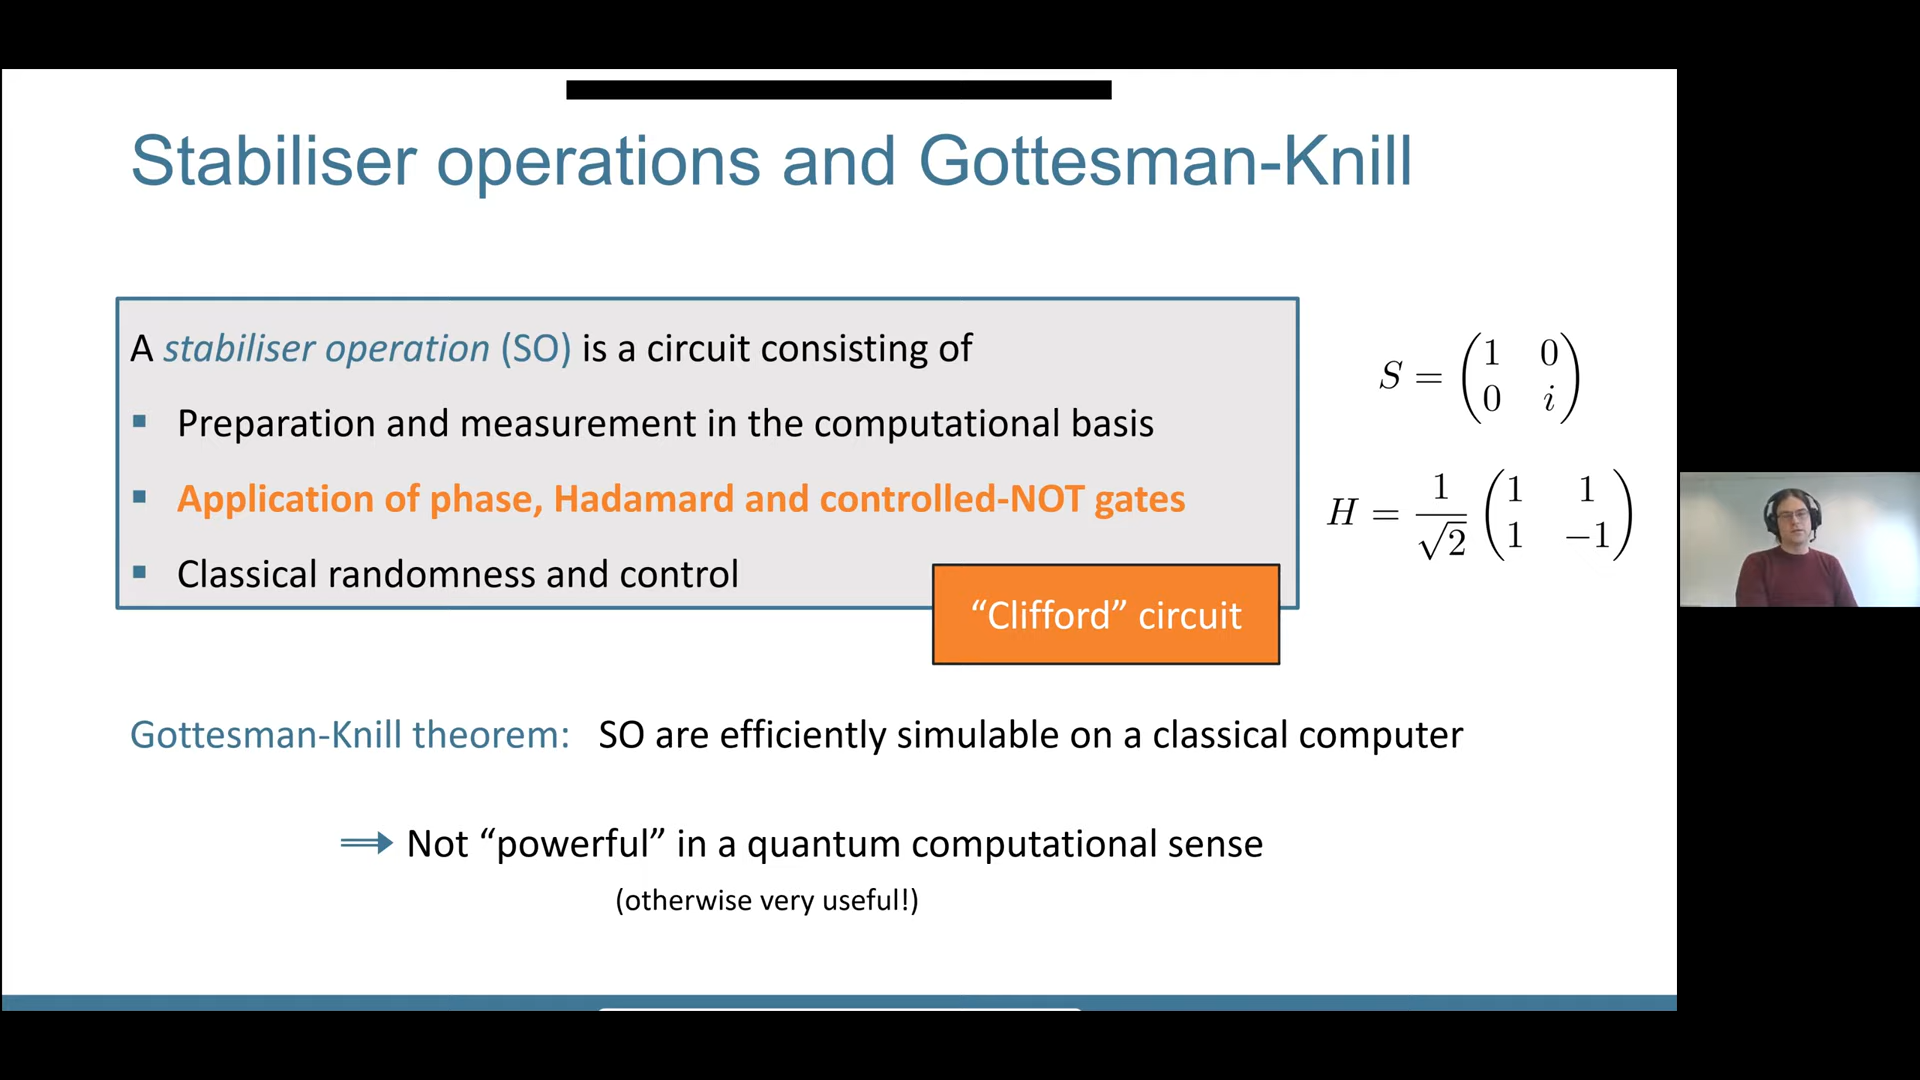 Stabiliser operations and Gottesman-Knill
A stabiliser operation (SO) is a circuit consisting of
▪ Preparation and measurement in the computational basis
▪ Application of phase, Hadamard and controlled-NOT gates
▪ Classical randomness and control
“Clifford” circuit
S = (1 0
0 i)
H = 1/√2 (1 1
1 −1)
Gottesman-Knill theorem: SO are efficiently simulable on a classical computer
⟹ Not “powerful” in a quantum computational sense
(otherwise very useful!)